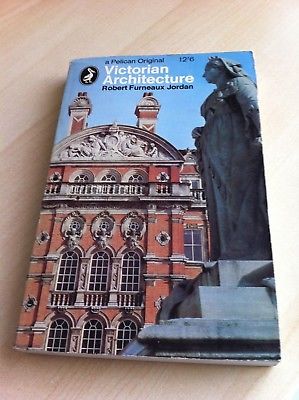 a Pelican Original 12'6
Victorian
Architecture
Robert Furneaux Jordan